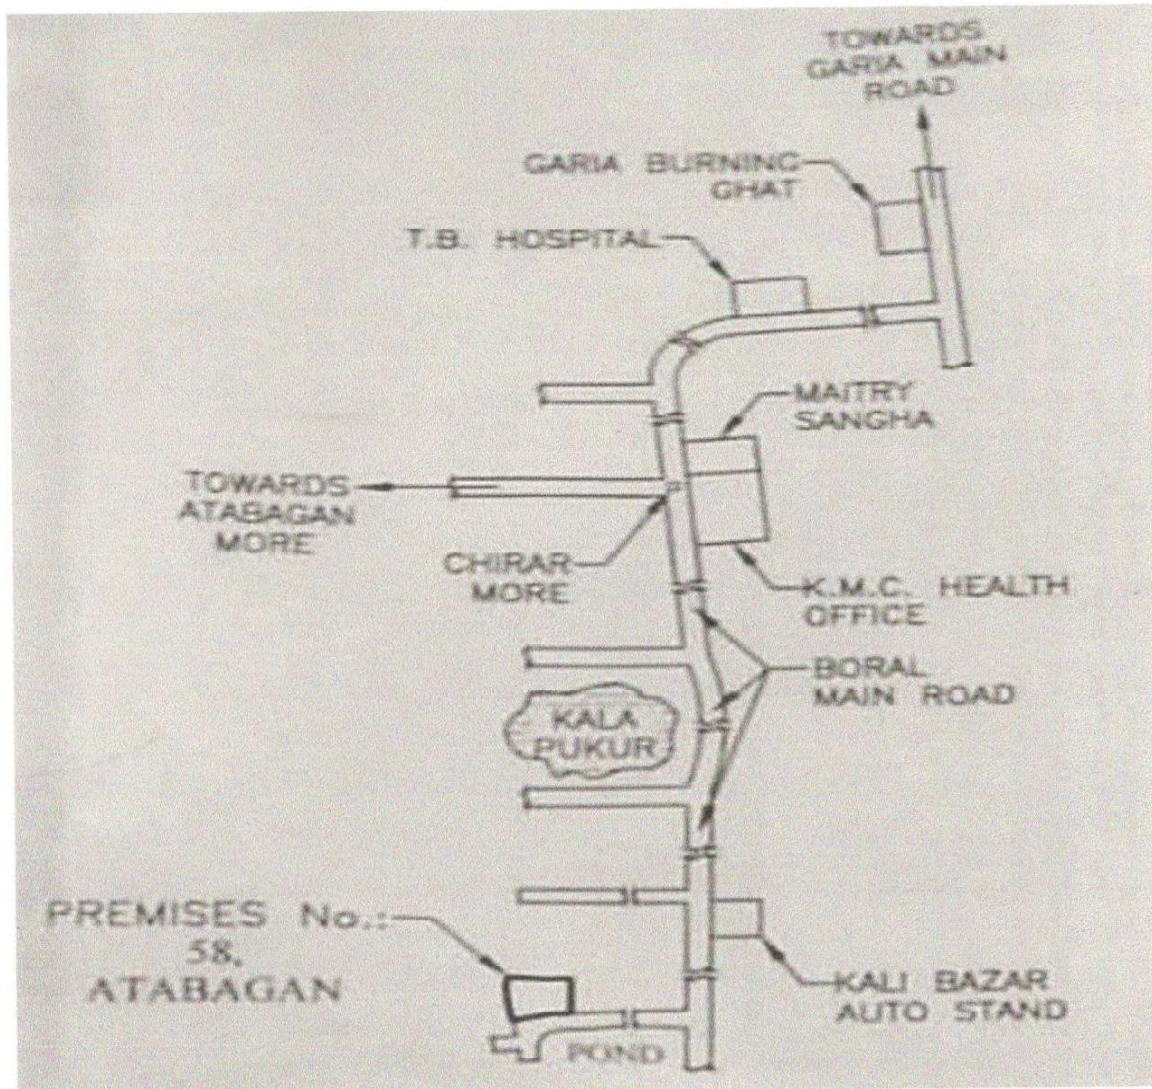 TOWARDS
GARIA MAIN
ROAD
GARIA BURNING
GHAT
T.B. HOSPITAL
MAITRY
SANGHA
TOWARDS
ATABAGAN
MORE
CHIRAR
MORE
K.M.C. HEALTH
OFFICE
BORAL
MAIN ROAD
KALA
PUKUR
PREMISES No.:
58,
ATABAGAN
KALI BAZAR
AUTO STAND
POND